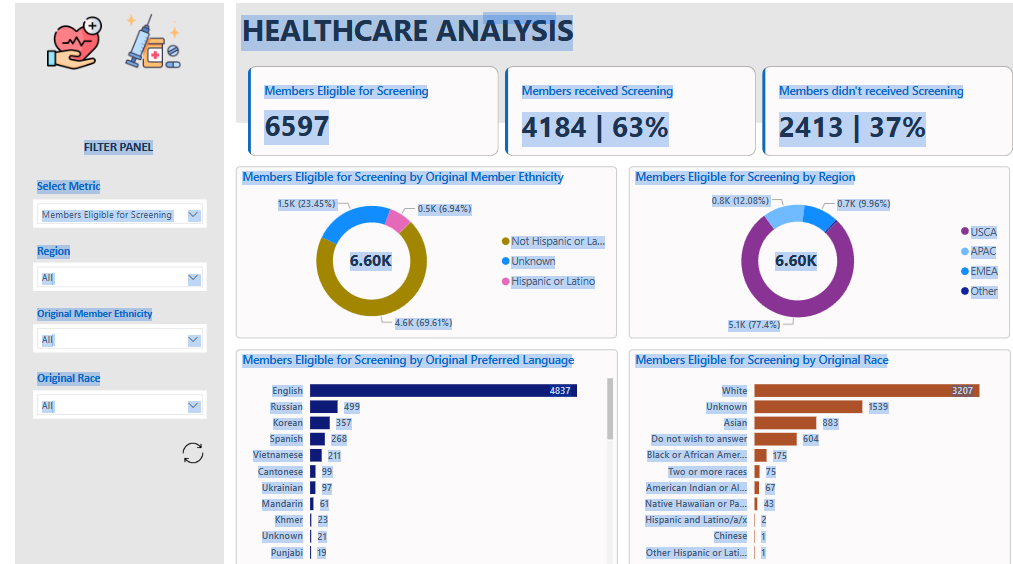 HEALTHCARE ANALYSIS
FILTER PANEL
Select Metric
Members Eligible for Screening
Region
All
Original Member Ethnicity
All
Original Race
All
Members Eligible for Screening
6597
Members received Screening
4184 | 63%
Members didn't received Screening
2413 | 37%
Members Eligible for Screening by Original Member Ethnicity
1.5K (23.45%)
0.5K (6.94%)
6.60K
4.6K (69.61%)
Not Hispanic or La...
Unknown
Hispanic or Latino
Members Eligible for Screening by Region
0.8K (12.08%)
0.7K (9.96%)
6.60K
5.1K (77.4%)
USCA
APAC
EMEA
Other
Members Eligible for Screening by Original Preferred Language
English 4837
Russian 499
Korean 357
Spanish 268
Vietnamese 211
Cantonese 99
Ukrainian 97
Mandarin 61
Khmer 23
Unknown 21
Punjabi 19
Members Eligible for Screening by Original Race
White 3207
Unknown 1539
Asian 883
Do not wish to answer 604
Black or African Amer... 175
Two or more races 75
American Indian or Al... 67
Native Hawaiian or Pa... 43
Hispanic and Latino/a/x 2
Chinese 1
Other Hispanic or Lati... 1